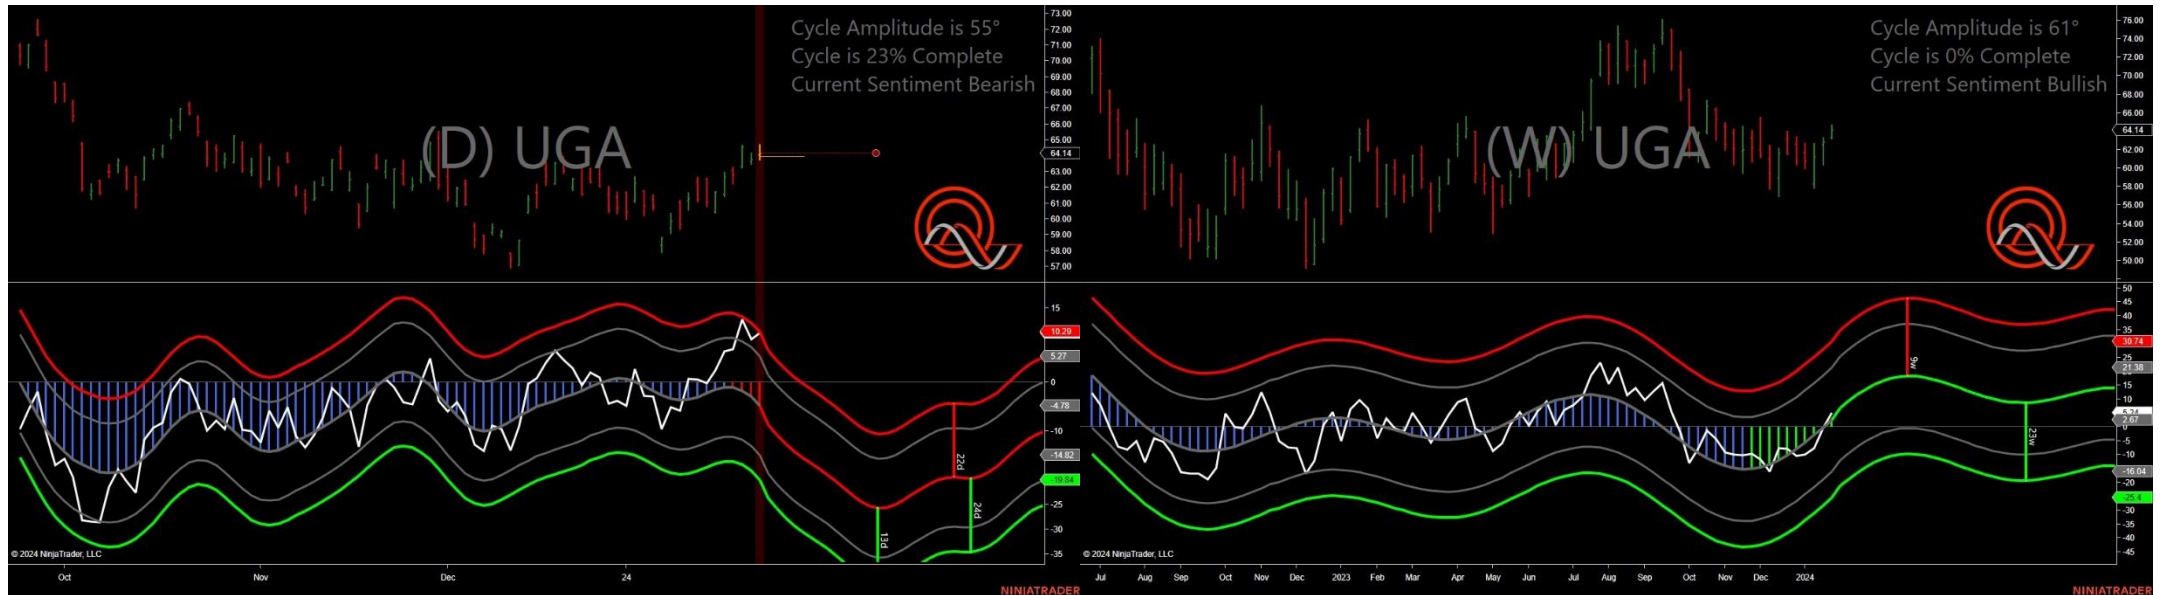 Cycle Amplitude is 55°
Cycle is 23% Complete
Current Sentiment Bearish
(D) UGA
73.00
72.00
71.00
70.00
69.00
68.00
67.00
66.00
65.00
64.14
63.00
62.00
61.00
60.00
59.00
58.00
57.00
15
10.29
5.27
0
-4.78
-10
-14.82
-19.84
-25
-30
-35
22d
24d
13d
© 2024 NinjaTrader, LLC
Oct
Nov
Dec
24
NINJATRADER
Cycle Amplitude is 61°
Cycle is 0% Complete
Current Sentiment Bullish
(W) UGA
76.00
74.00
72.00
70.00
68.00
66.00
64.14
62.00
60.00
58.00
56.00
54.00
52.00
50.00
50
45
40
35
30.74
25
21.38
15
10
5.24
2.67
0
-5
-10
-16.04
-20
-25.4
-30
-35
-40
-45
9w
23w
© 2024 NinjaTrader, LLC
Jul
Aug
Sep
Oct
Nov
Dec
2023
Feb
Mar
Apr
May
Jun
Jul
Aug
Sep
Oct
Nov
Dec
2024
NINJATRADER